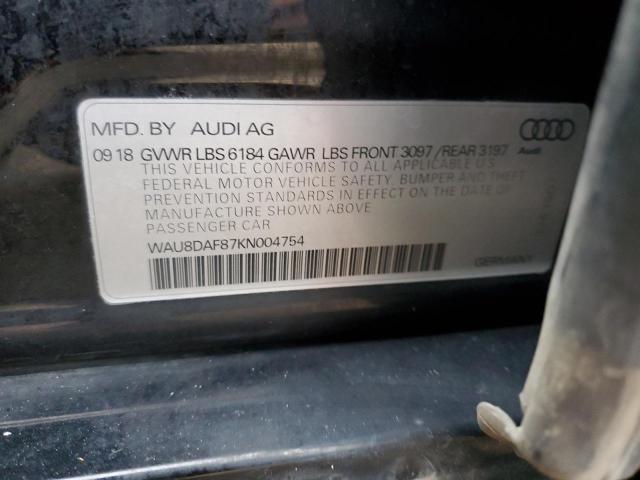 MFD. BY AUDI AG
09 18 GVWR LBS 6184 GAWR LBS FRONT 3097 / REAR 3197
Audi
THIS VEHICLE CONFORMS TO ALL APPLICABLE U.S.
FEDERAL MOTOR VEHICLE SAFETY, BUMPER AND THEFT
PREVENTION STANDARDS IN EFFECT ON THE DATE OF
MANUFACTURE SHOWN ABOVE
PASSENGER CAR
WAU8DAF87KN004754
GERMANY